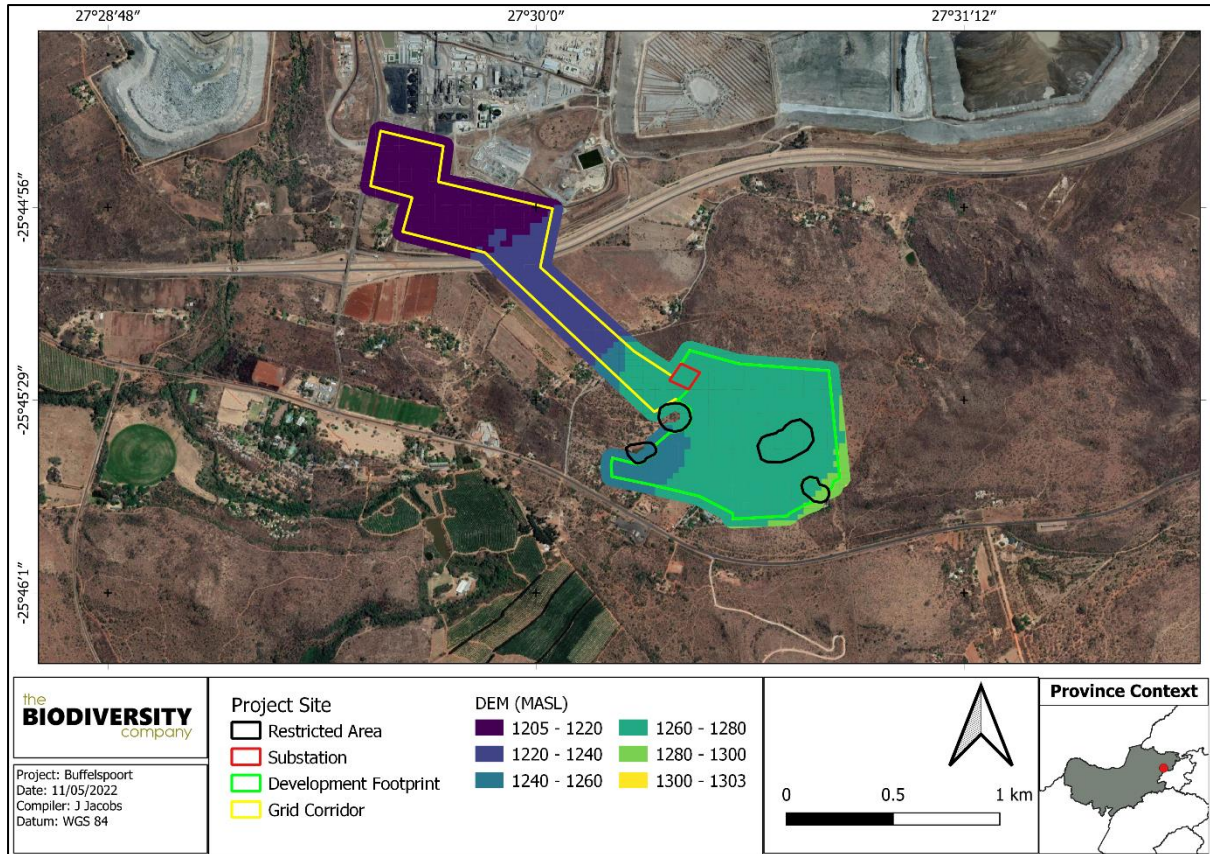 27°28'48"
27°30'0"
27°31'12"
-25°44'56"
-25°45'29"
-25°46'1"
the
BIODIVERSITY
company
Project: Buffelspoort
Date: 11/05/2022
Compiler: J Jacobs
Datum: WGS 84
Project Site
Restricted Area
Substation
Development Footprint
Grid Corridor
DEM (MASL)
1205 - 1220
1220 - 1240
1240 - 1260
1260 - 1280
1280 - 1300
1300 - 1303
0
0.5
1 km
Province Context